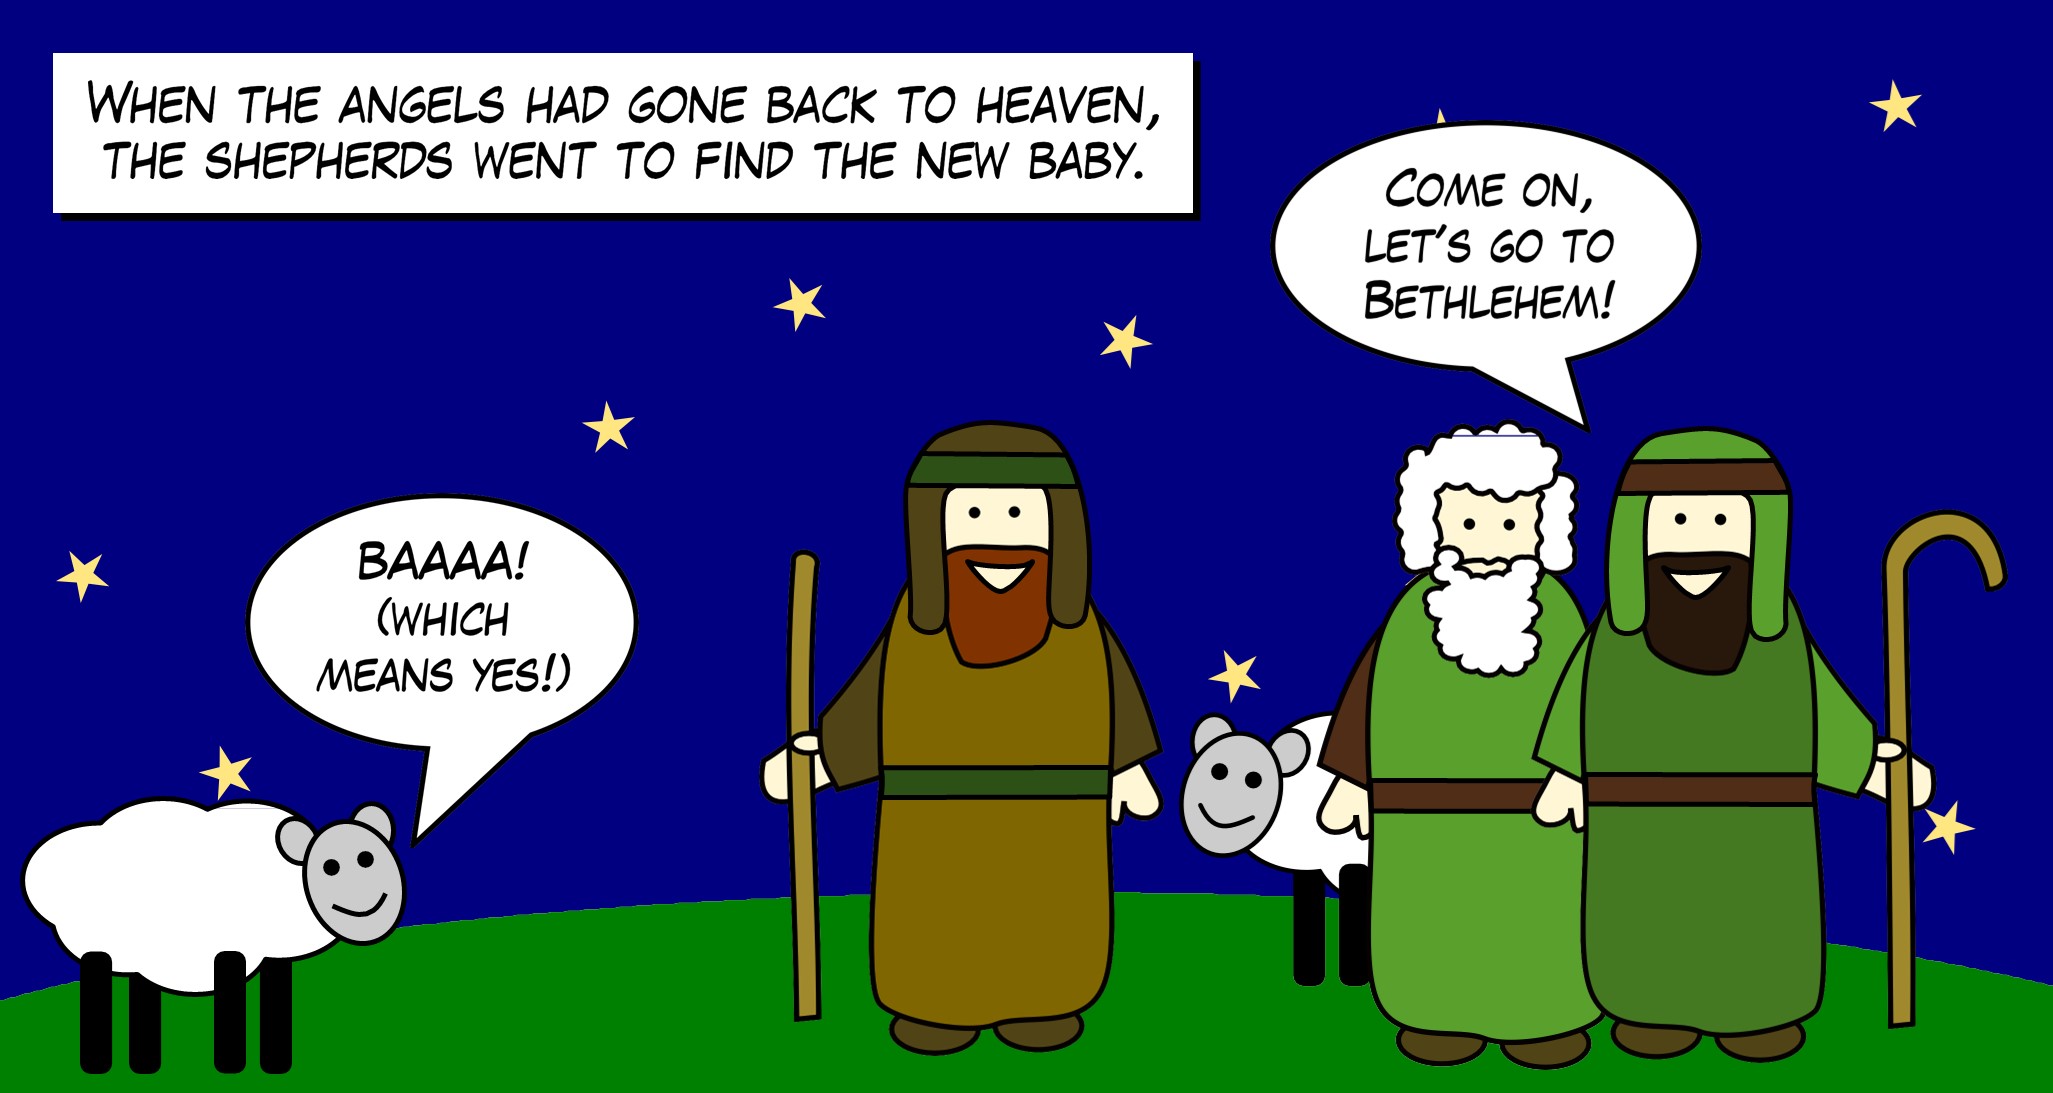 WHEN THE ANGELS HAD GONE BACK TO HEAVEN,
THE SHEPHERDS WENT TO FIND THE NEW BABY.
COME ON,
LET'S GO TO
BETHLEHEM!
BAAAA!
(WHICH
MEANS YES!)